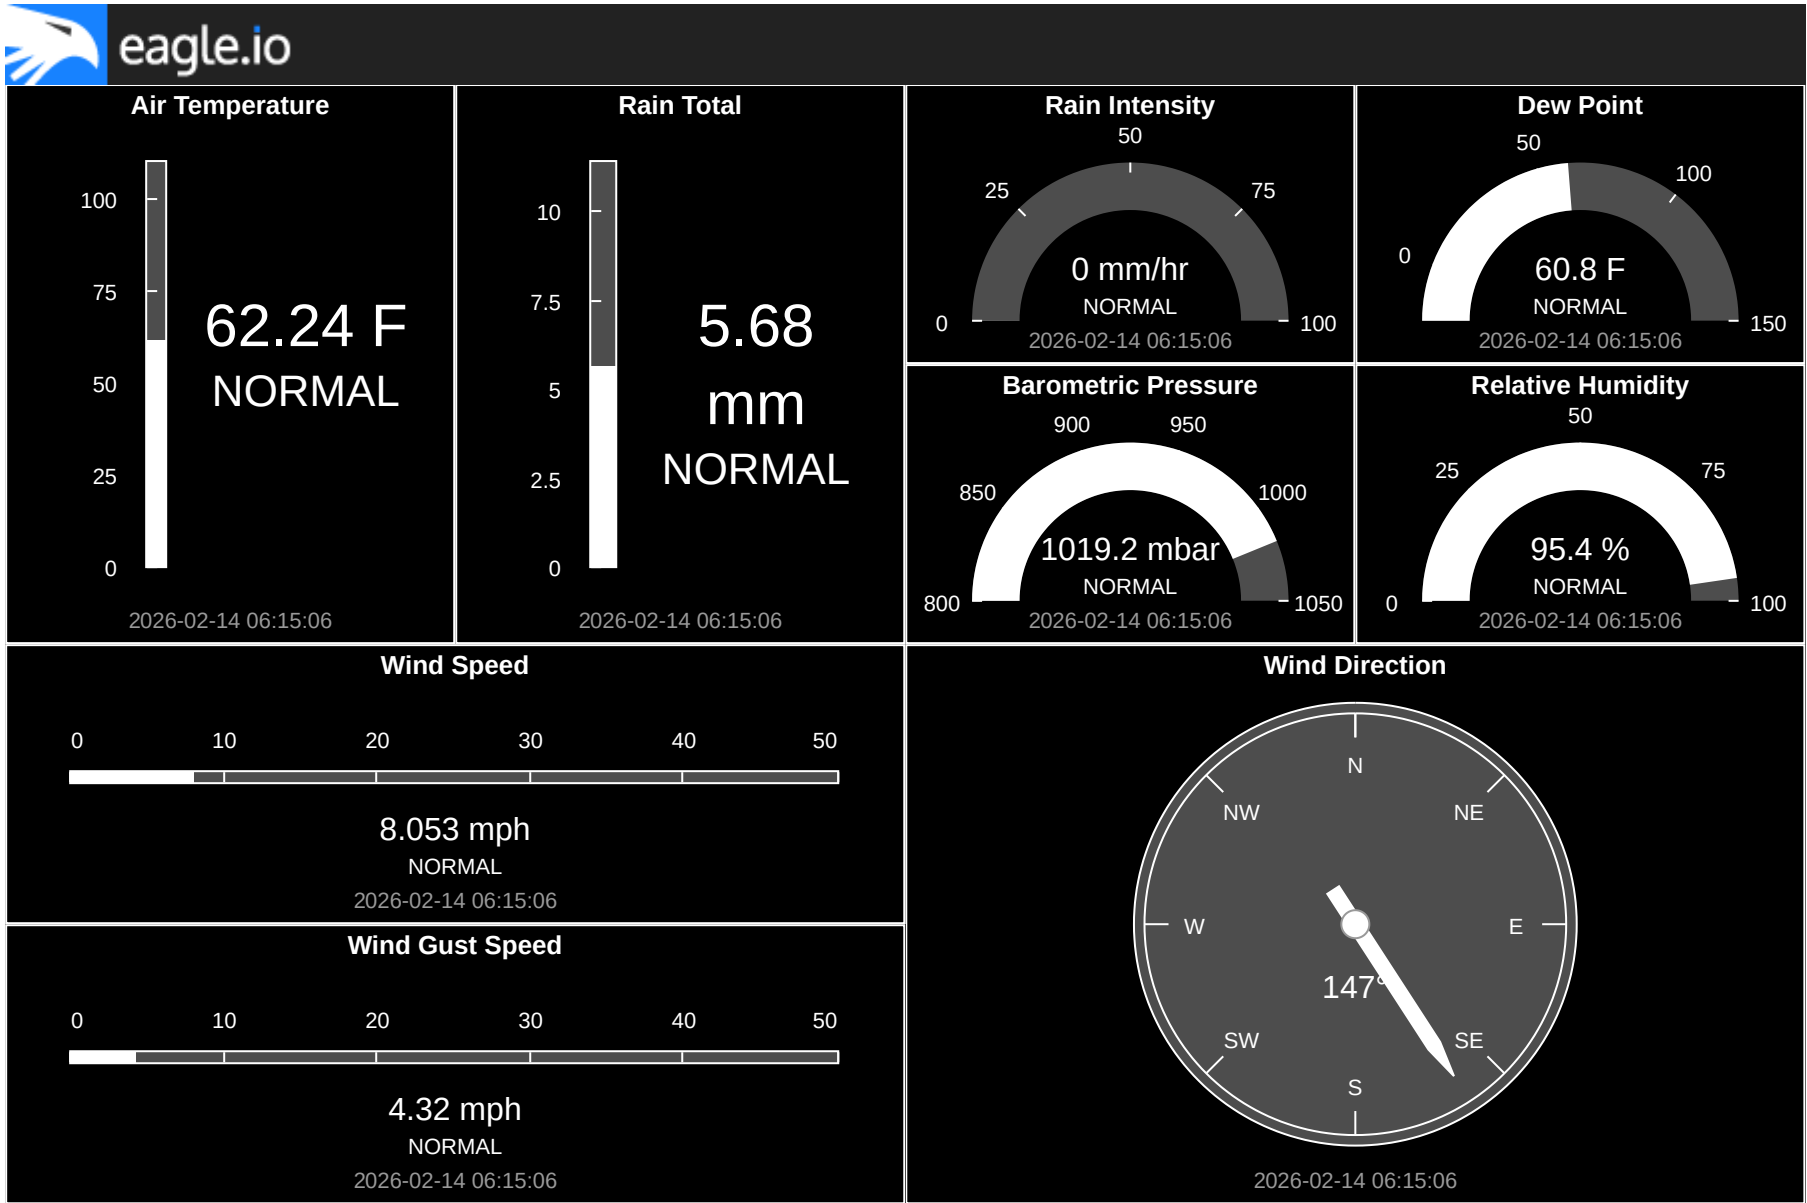 eagle.io
Air Temperature
100
75
50
25
0
62.24 F
NORMAL
2026-02-14 06:15:06
Rain Total
10
7.5
5
2.5
0
5.68
mm
NORMAL
2026-02-14 06:15:06
Rain Intensity
0
25
50
75
100
0 mm/hr
NORMAL
2026-02-14 06:15:06
Dew Point
0
50
100
150
60.8 F
NORMAL
2026-02-14 06:15:06
Barometric Pressure
800
850
900
950
1000
1050
1019.2 mbar
NORMAL
2026-02-14 06:15:06
Relative Humidity
0
25
50
75
100
95.4 %
NORMAL
2026-02-14 06:15:06
Wind Speed
0 10 20 30 40 50
8.053 mph
NORMAL
2026-02-14 06:15:06
Wind Gust Speed
0 10 20 30 40 50
4.32 mph
NORMAL
2026-02-14 06:15:06
Wind Direction
N
NW NE
W E
147°
SW SE
S
2026-02-14 06:15:06